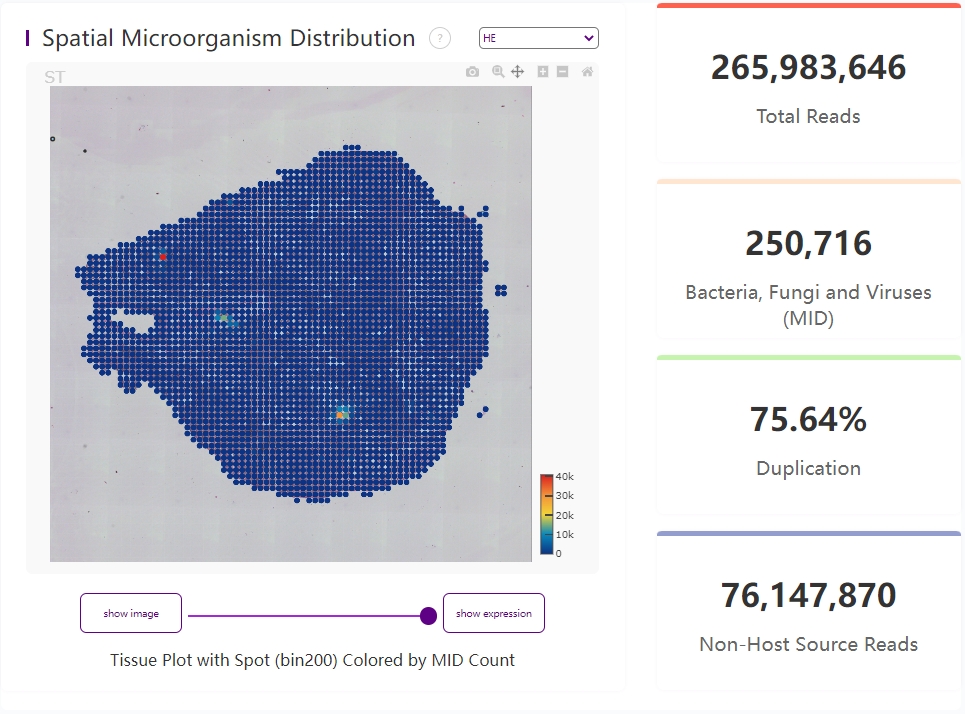 Spatial Microorganism Distribution
?
HE
ST
40k
30k
20k
10k
0
show image
show expression
Tissue Plot with Spot (bin200) Colored by MID Count
265,983,646
Total Reads
250,716
Bacteria, Fungi and Viruses
(MID)
75.64%
Duplication
76,147,870
Non-Host Source Reads